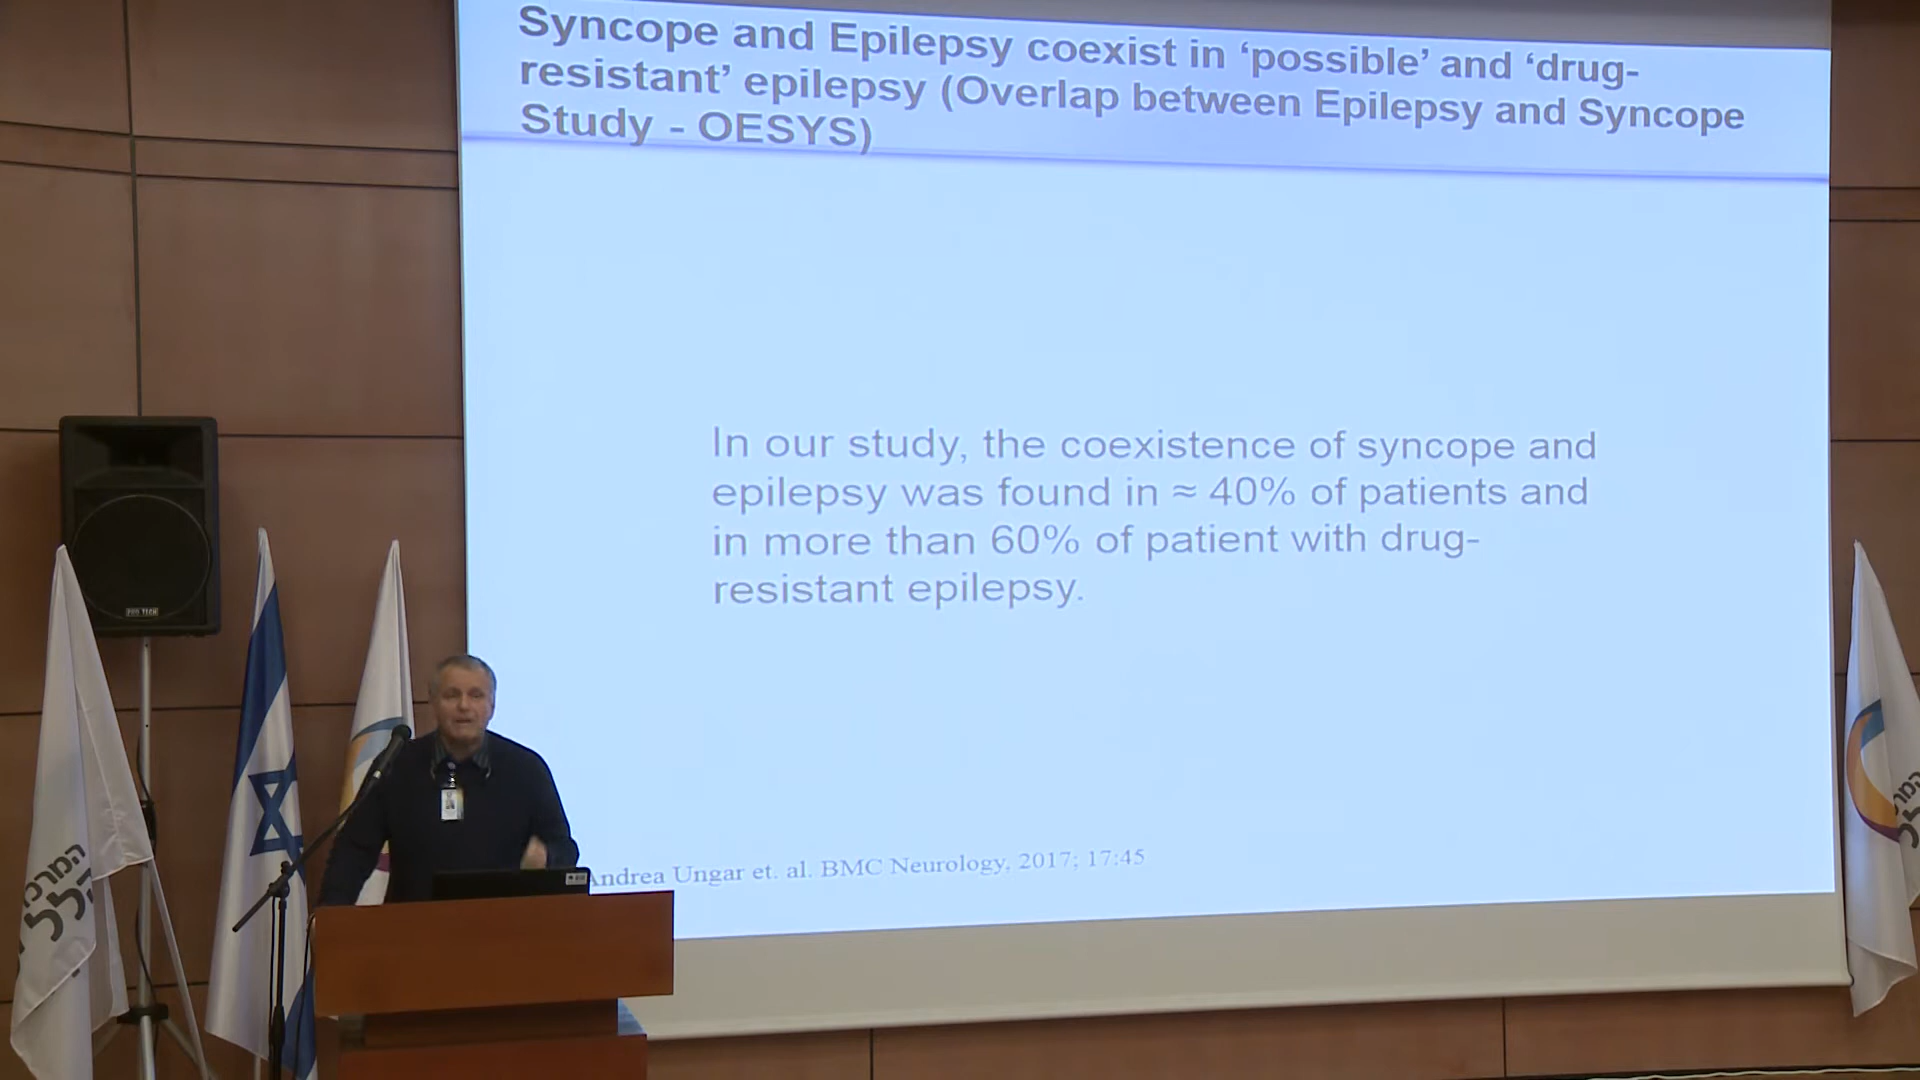 Syncope and Epilepsy coexist in ‘possible’ and ‘drug-
resistant’ epilepsy (Overlap between Epilepsy and Syncope
Study - OESYS)
In our study, the coexistence of syncope and
epilepsy was found in ≈ 40% of patients and
in more than 60% of patient with drug-
resistant epilepsy.
Andrea Ungar et. al. BMC Neurology, 2017; 17:45
PRO TECH